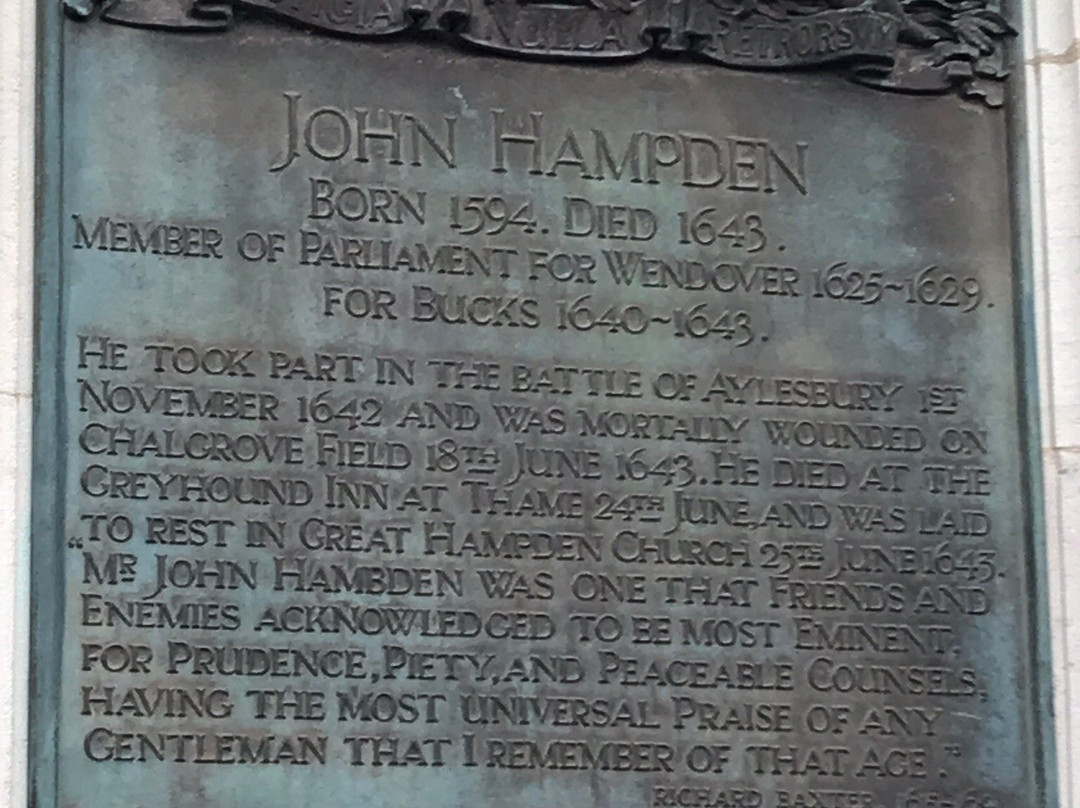 NULLA RETRORSUM
JOHN HAMPDEN
BORN 1594. DIED 1643.
MEMBER OF PARLIAMENT FOR WENDOVER 1625~1629.
FOR BUCKS 1640~1643.
HE TOOK PART IN THE BATTLE OF AYLESBURY 1ST
NOVEMBER 1642 AND WAS MORTALLY WOUNDED ON
CHALGROVE FIELD 18TH JUNE 1643. HE DIED AT THE
GREYHOUND INN AT THAME 24TH JUNE, AND WAS LAID
TO REST IN GREAT HAMPDEN CHURCH 25TH JUNE 1643.
"MR JOHN HAMBDEN WAS ONE THAT FRIENDS AND
ENEMIES ACKNOWLEDGED TO BE MOST EMINENT,
FOR PRUDENCE, PIETY, AND PEACEABLE COUNSELS,
HAVING THE MOST UNIVERSAL PRAISE OF ANY
GENTLEMAN THAT I REMEMBER OF THAT AGE."
RICHARD BAXTER